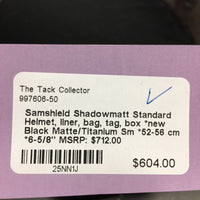 The Tack Collector
997606-50
Samshield Shadowmatt Standard
Helmet, liner, bag, tag, box *new
Black Matte/Titanium Sm *52-56 cm
*6-5/8" MSRP: $712.00
$604.00
25NN1J